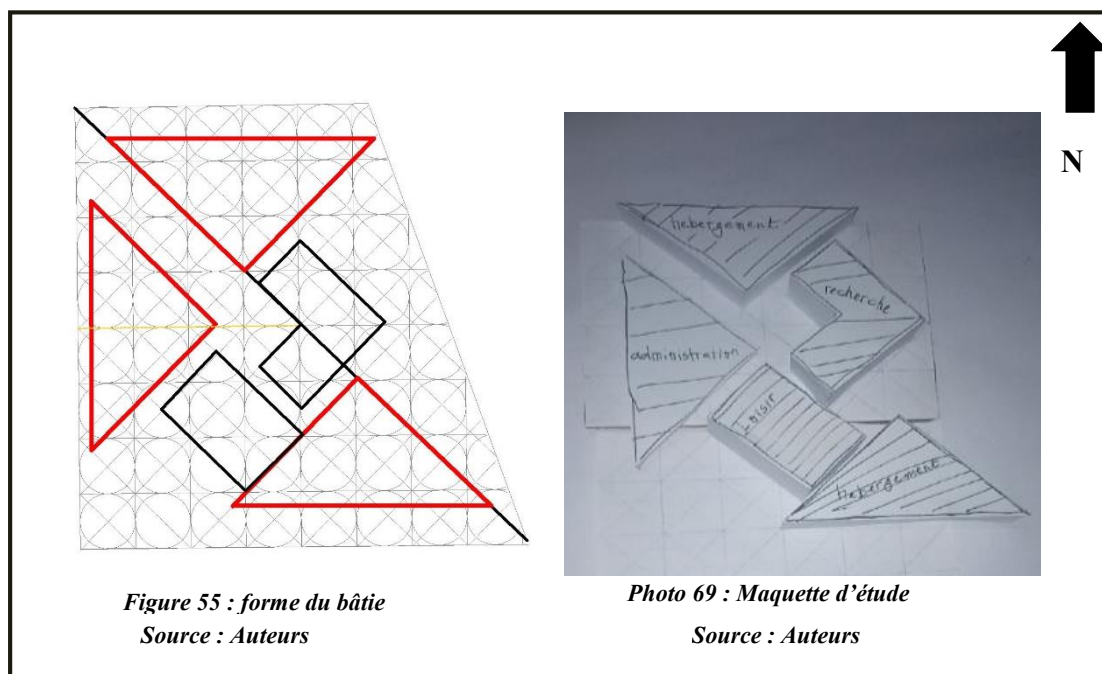 N
hebergement
recherche
administration
Loisir
hebergement
Figure 55 : forme du bâtie
Source : Auteurs
Photo 69 : Maquette d’étude
Source : Auteurs